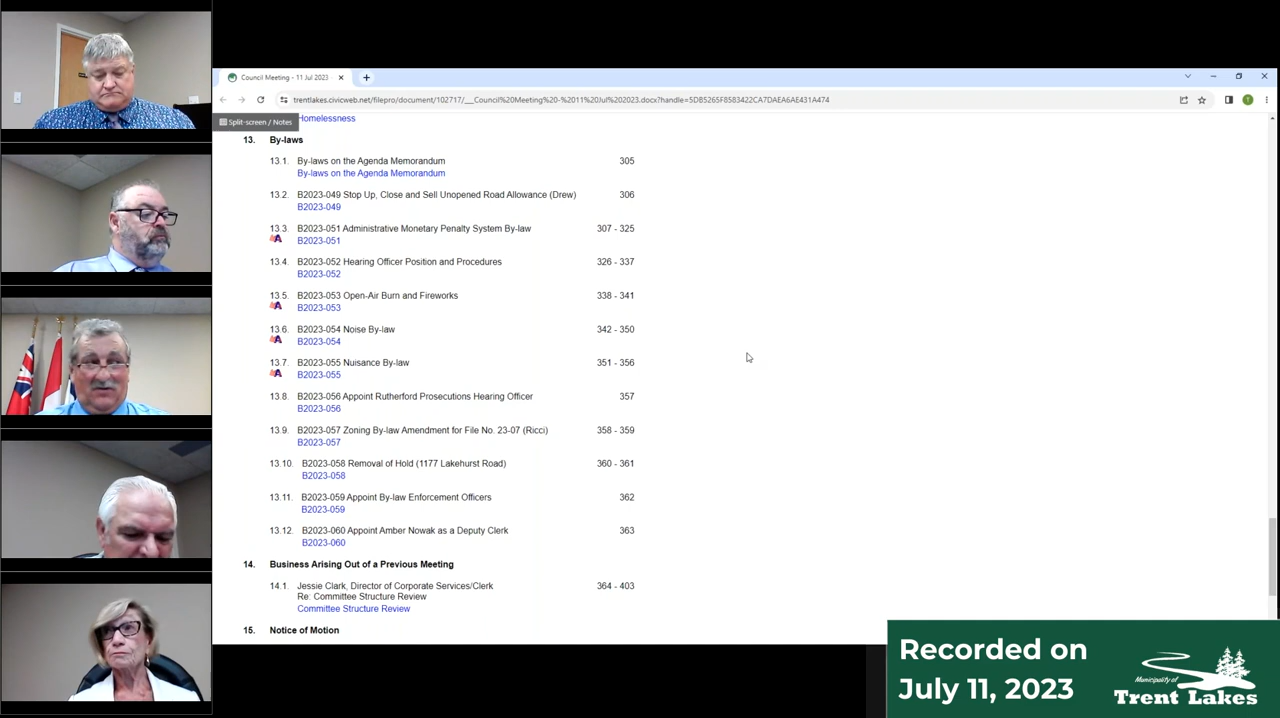 Council Meeting - 11 Jul 2023
trentlakes.civicweb.net/filepro/document/102717/__Council%20Meeting%20-%2011%20Jul%202023.docx?handle=5DB5265F8583422CA7DAEA6AE431A474
Split-screen / Notes
Homelessness
13. By-laws
13.1. By-laws on the Agenda Memorandum 305
By-laws on the Agenda Memorandum
13.2. B2023-049 Stop Up, Close and Sell Unopened Road Allowance (Drew) 306
B2023-049
13.3. B2023-051 Administrative Monetary Penalty System By-law 307 - 325
B2023-051
13.4. B2023-052 Hearing Officer Position and Procedures 326 - 337
B2023-052
13.5. B2023-053 Open-Air Burn and Fireworks 338 - 341
B2023-053
13.6. B2023-054 Noise By-law 342 - 350
B2023-054
13.7. B2023-055 Nuisance By-law 351 - 356
B2023-055
13.8. B2023-056 Appoint Rutherford Prosecutions Hearing Officer 357
B2023-056
13.9. B2023-057 Zoning By-law Amendment for File No. 23-07 (Ricci) 358 - 359
B2023-057
13.10. B2023-058 Removal of Hold (1177 Lakehurst Road) 360 - 361
B2023-058
13.11. B2023-059 Appoint By-law Enforcement Officers 362
B2023-059
13.12. B2023-060 Appoint Amber Nowak as a Deputy Clerk 363
B2023-060
14. Business Arising Out of a Previous Meeting
14.1. Jessie Clark, Director of Corporate Services/Clerk 364 - 403
Re: Committee Structure Review
Committee Structure Review
15. Notice of Motion
Recorded on
July 11, 2023
Municipality of
Trent Lakes